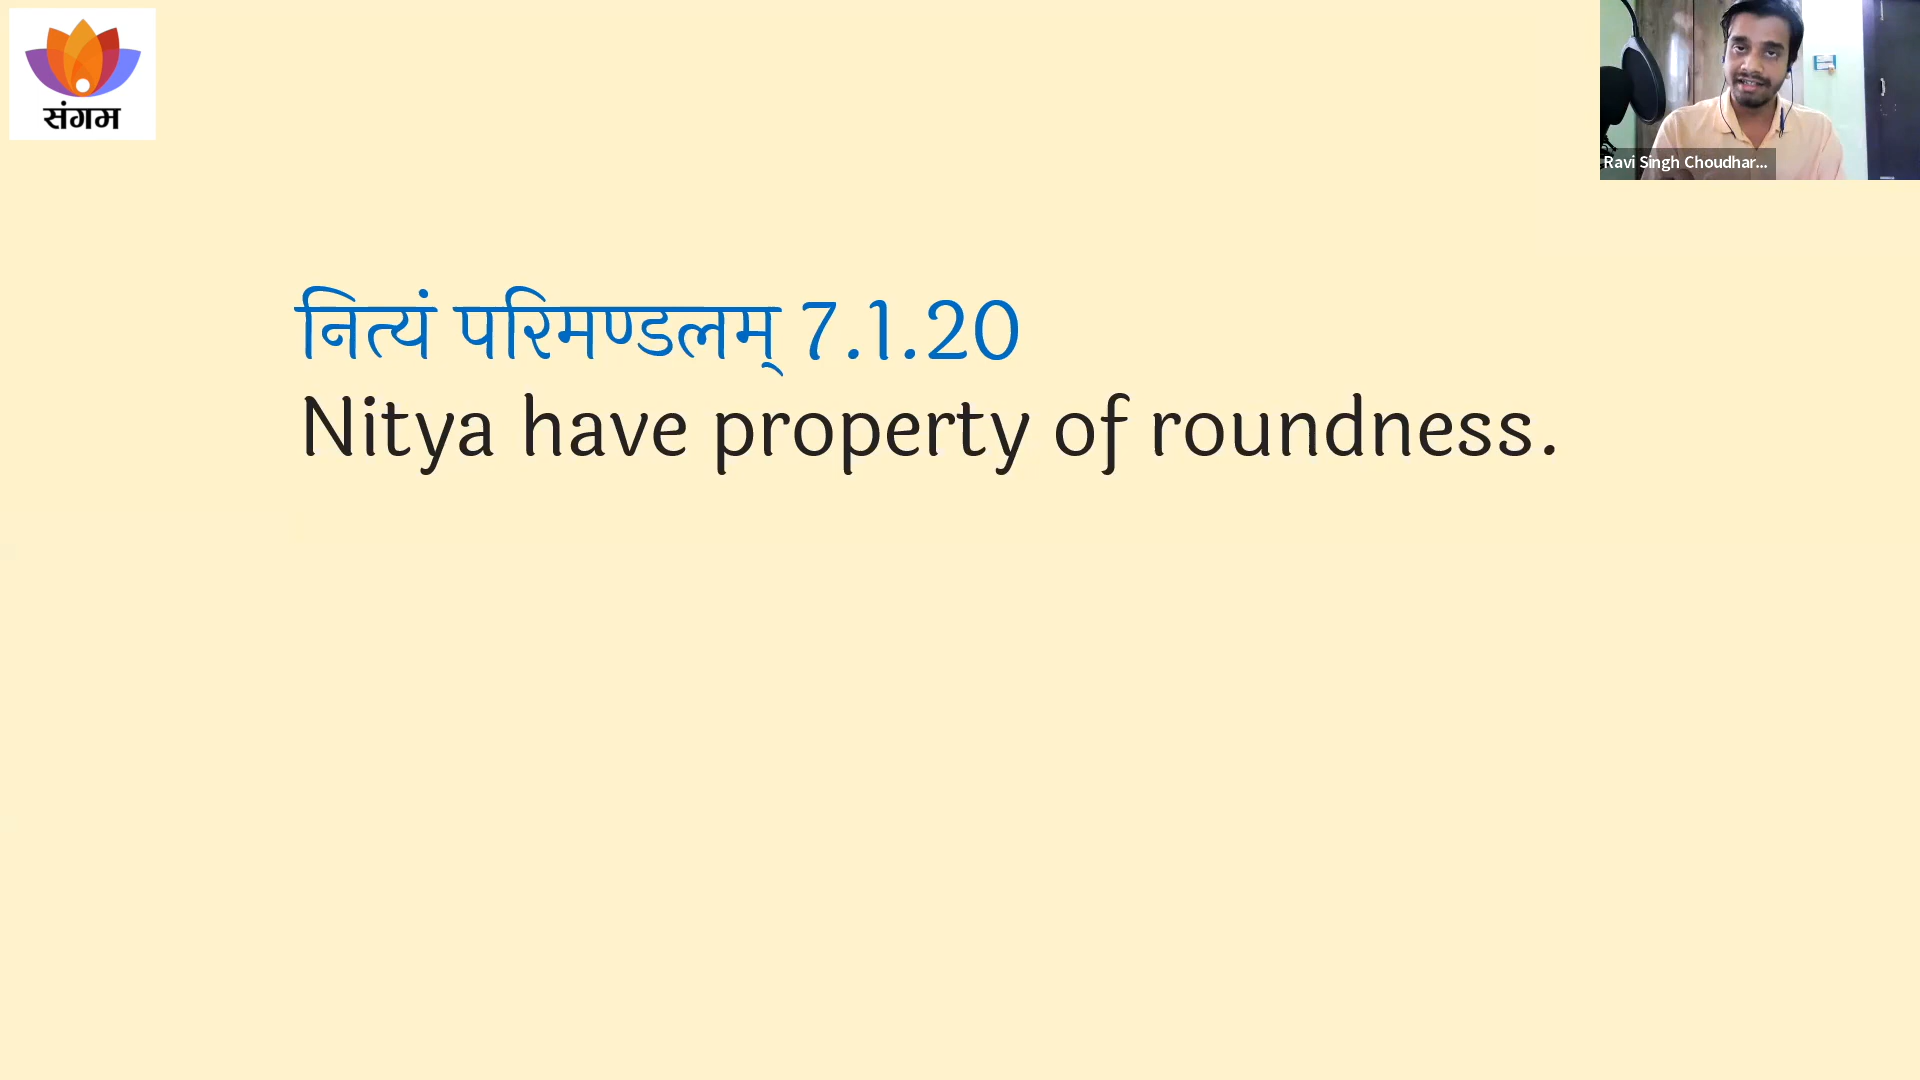 संगम
Ravi Singh Choudhar...
नित्यं परिमण्डलम् 7.1.20
Nitya have property of roundness.